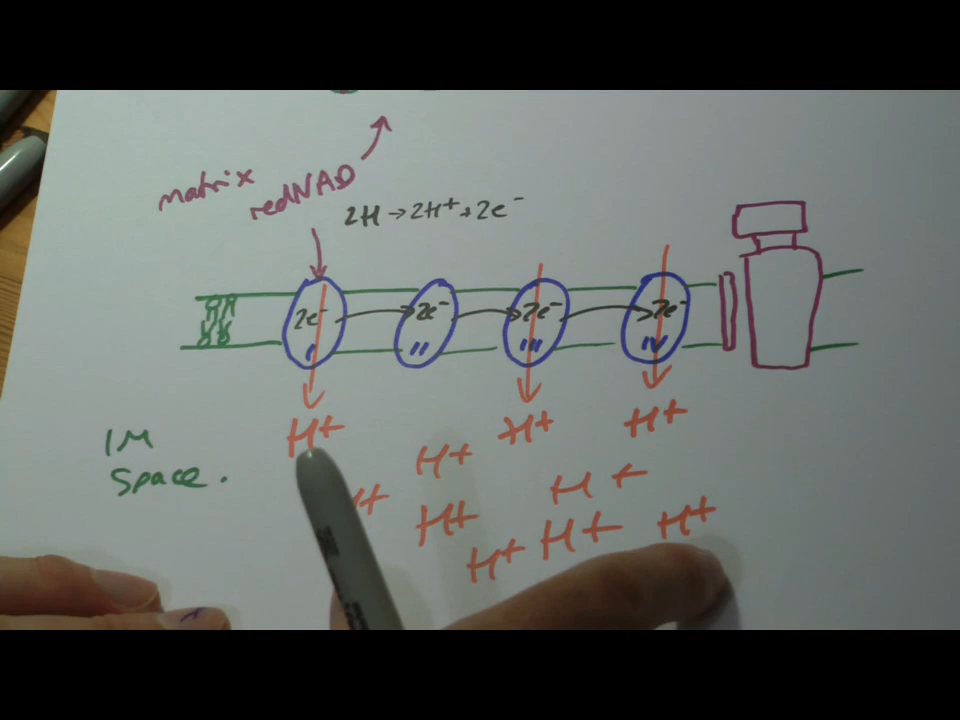 matrix
redNAD
2H → 2H⁺ + 2e⁻
2e⁻ 2e⁻ 2e⁻ 2e⁻
I II III IV
H+ H+ H+
IM
Space.
H+
H+ H+
H+ H+ H+
H+